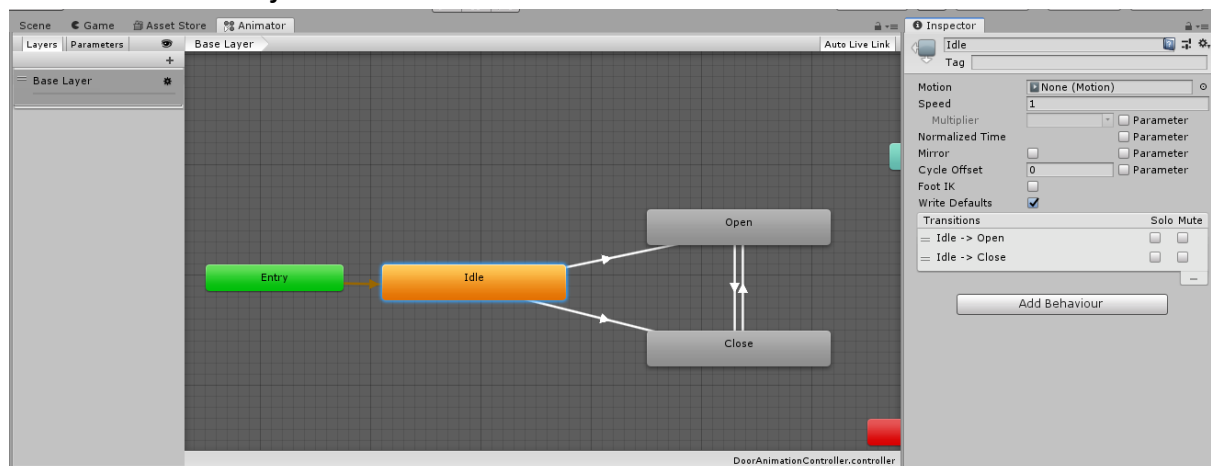 Scene Game Asset Store Animator
Layers Parameters
Base Layer
Auto Live Link
+
Base Layer
Entry
Idle
Open
Close
DoorAnimationController.controller
Inspector
Idle
Tag
Motion None (Motion)
Speed 1
Multiplier Parameter
Normalized Time Parameter
Mirror Parameter
Cycle Offset 0 Parameter
Foot IK
Write Defaults
Transitions Solo Mute
= Idle -> Open
= Idle -> Close
Add Behaviour